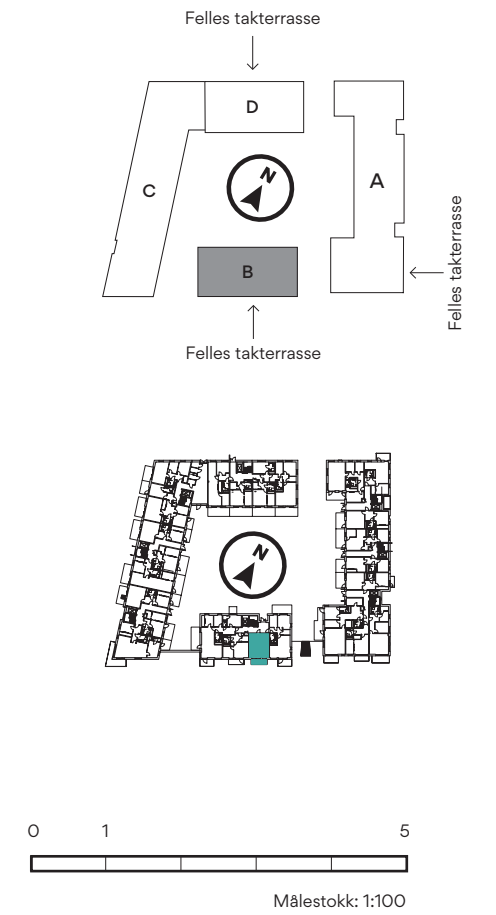 Felles takterrasse
D
N
C
A
B
Felles takterrasse
Felles takterrasse
N
0 1 5
Målestokk: 1:100